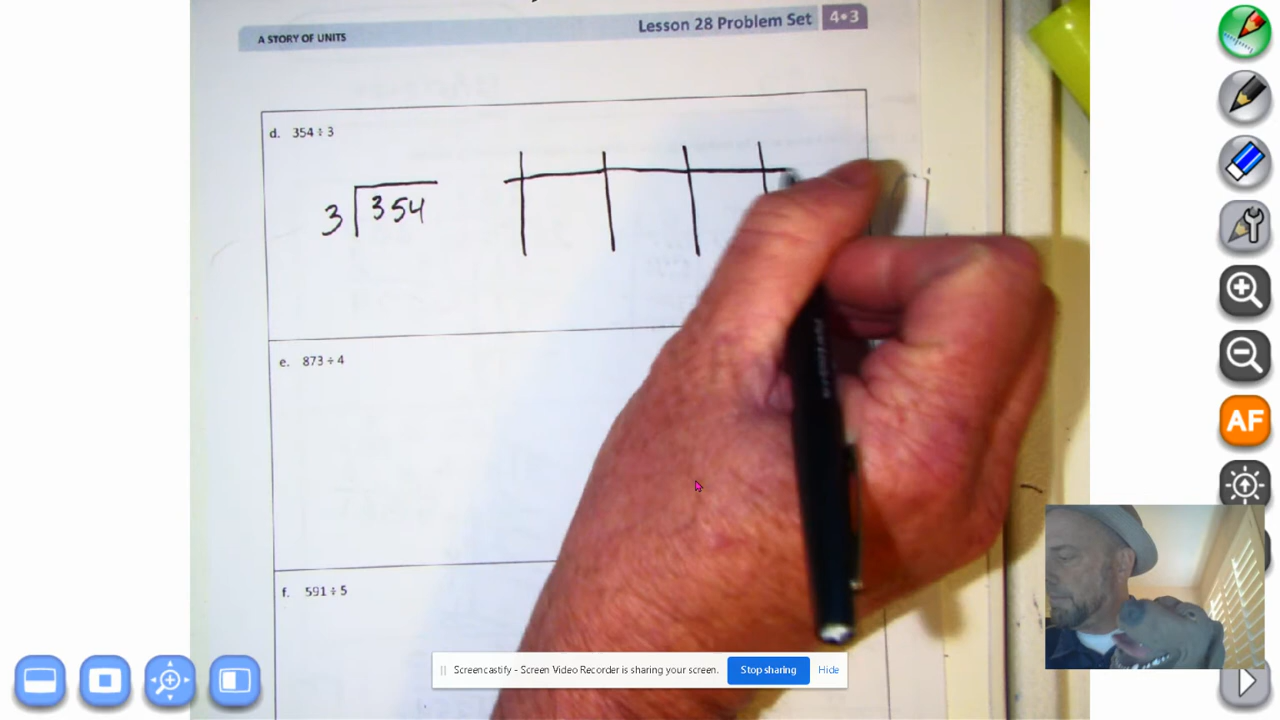 A STORY OF UNITS
Lesson 28 Problem Set 4•3
d. 354 ÷ 3
3 354
e. 873 ÷ 4
f. 591 ÷ 5
AF
Screencastify - Screen Video Recorder is sharing your screen. Stop sharing Hide